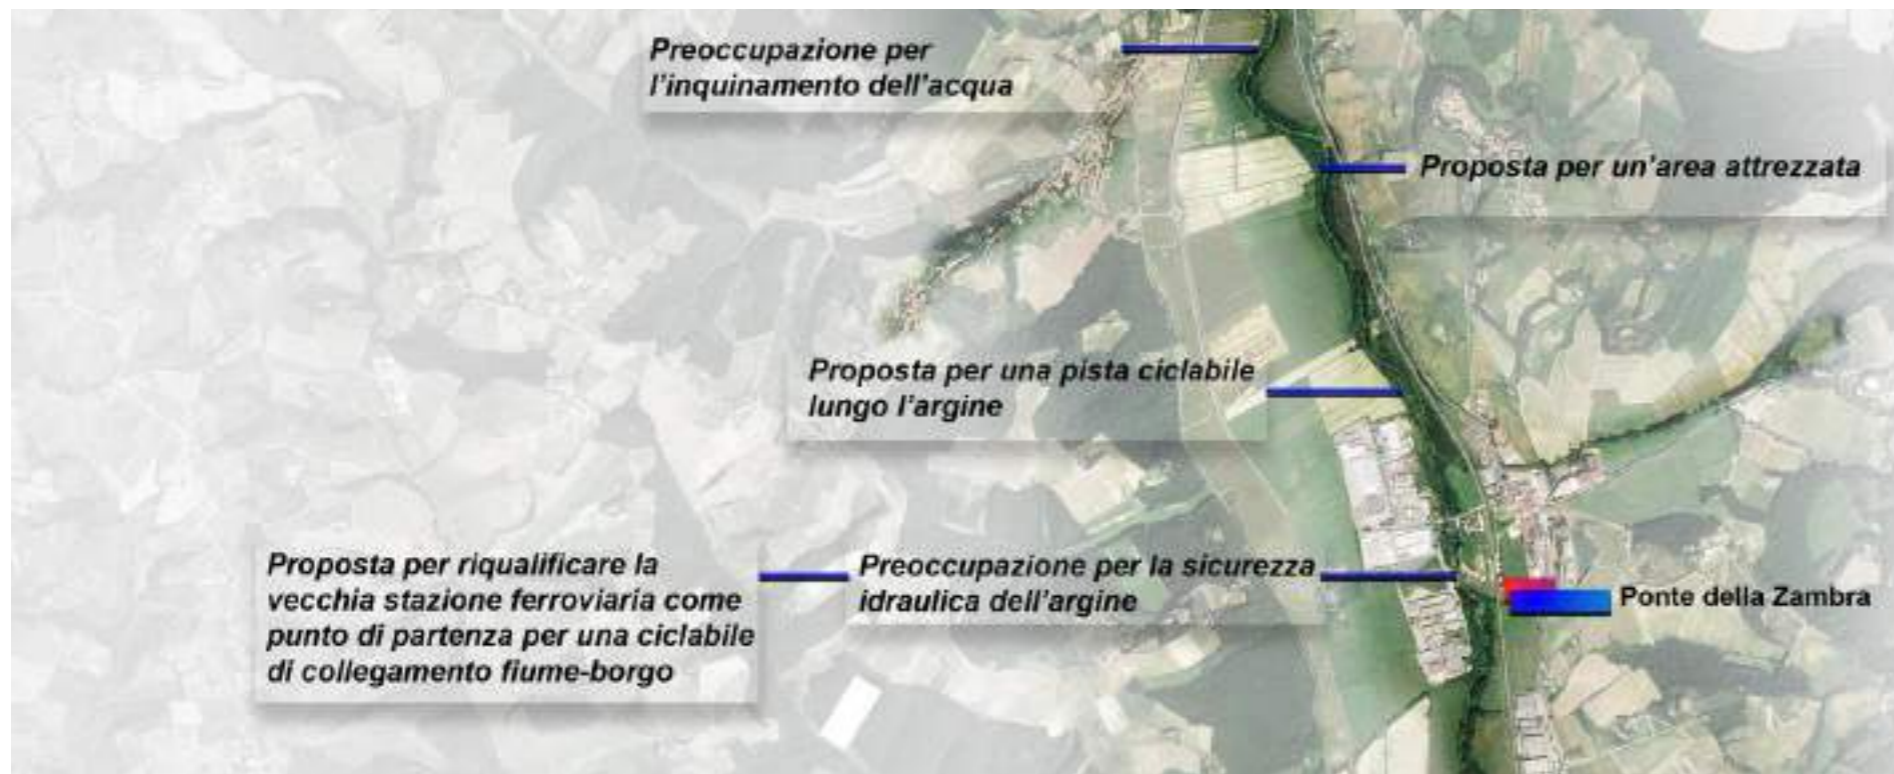 Preoccupazione per
l'inquinamento dell'acqua
Proposta per un'area attrezzata
Proposta per una pista ciclabile
lungo l'argine
Proposta per riqualificare la
vecchia stazione ferroviaria come
punto di partenza per una ciclabile
di collegamento fiume-borgo
Preoccupazione per la sicurezza
idraulica dell'argine
Ponte della Zambra